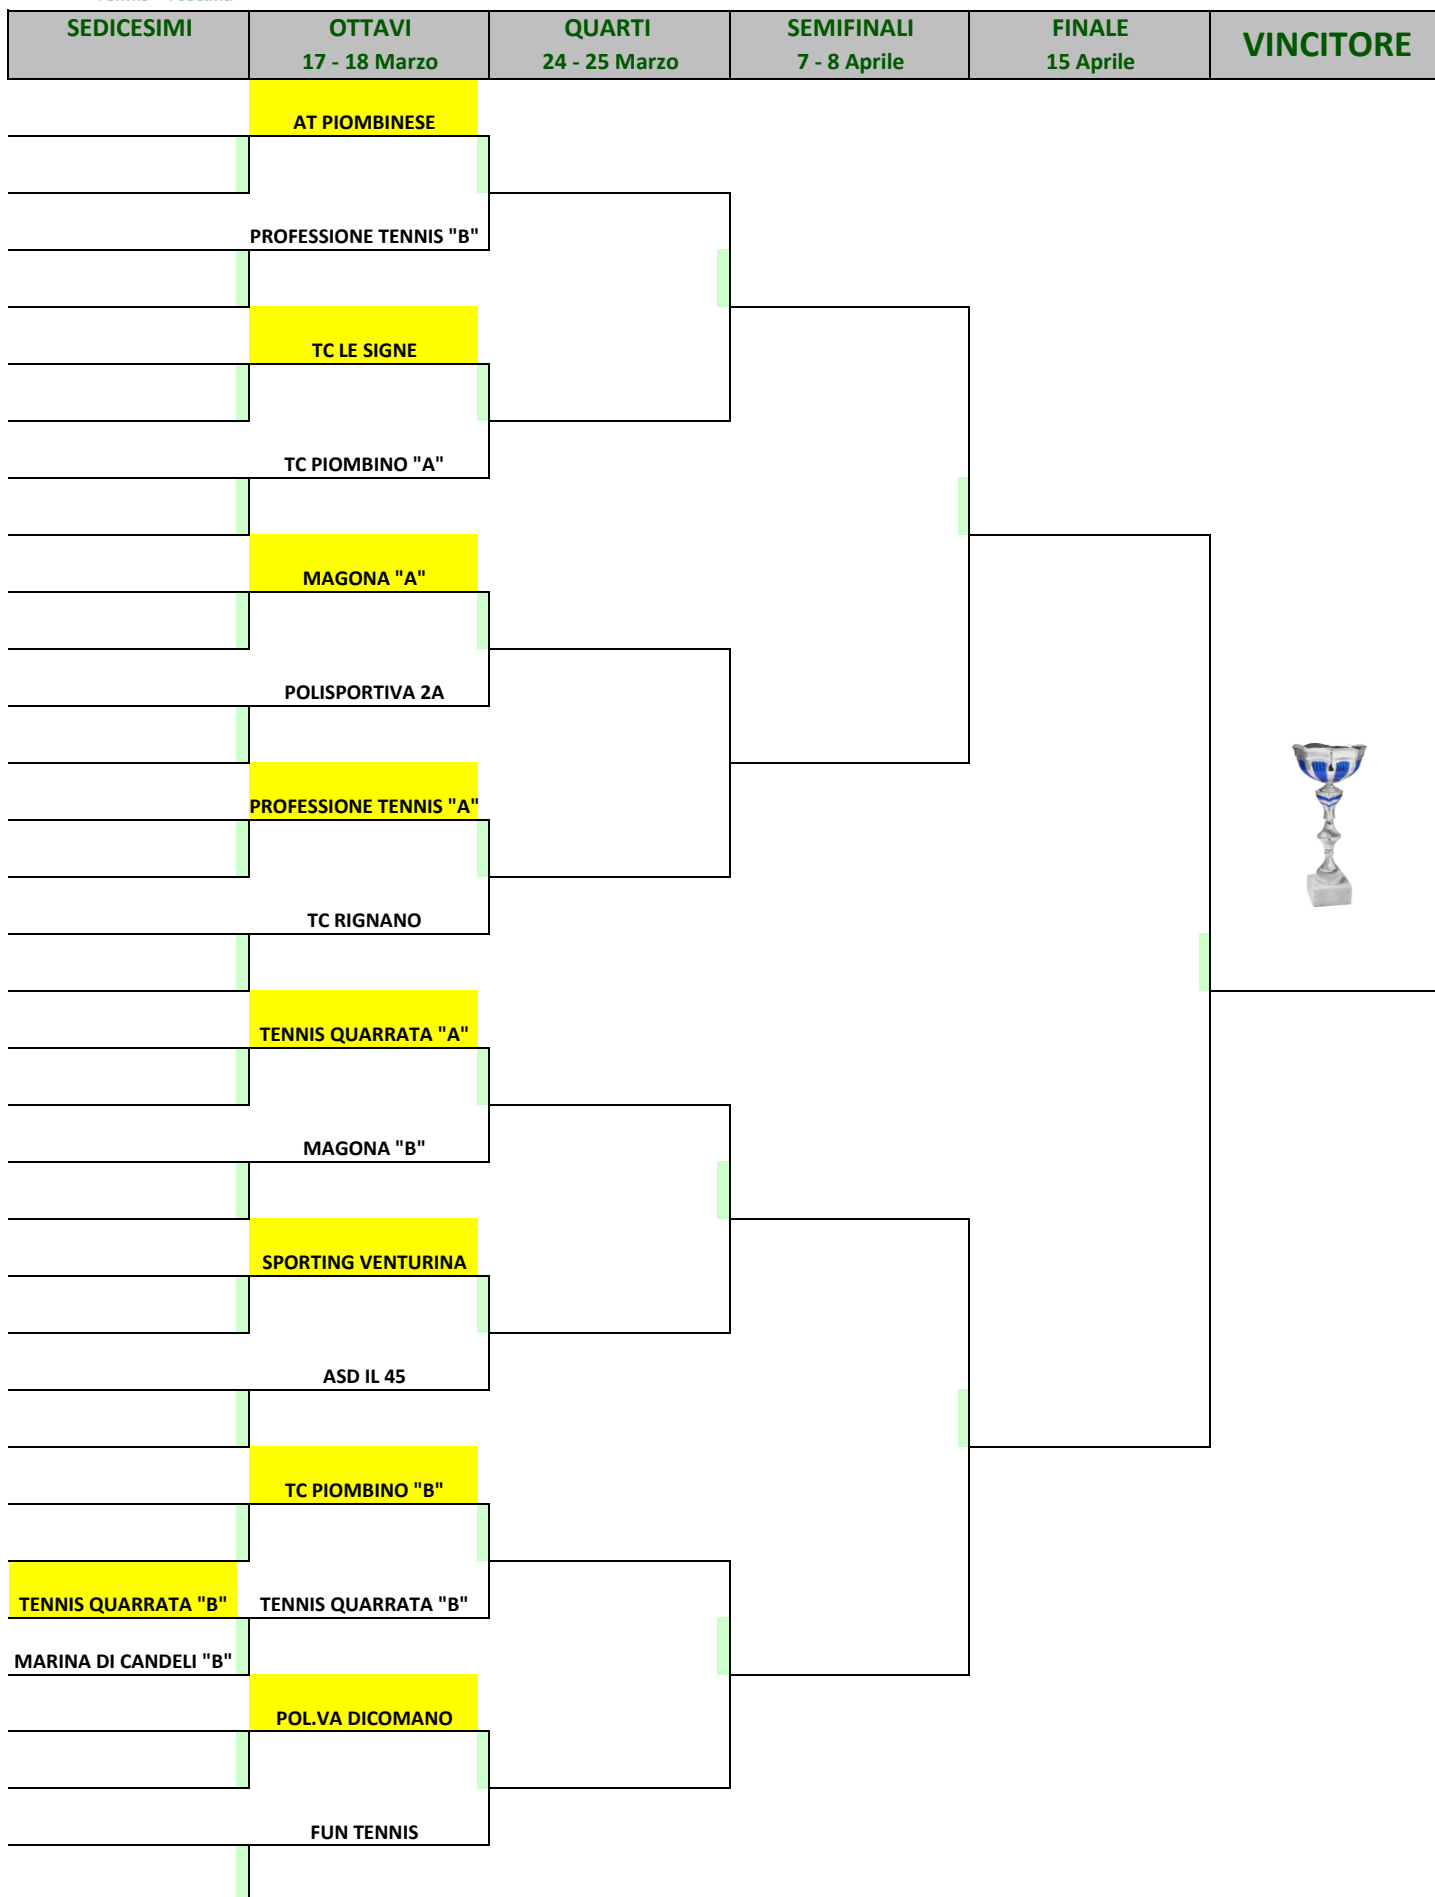 SEDICESIMI
OTTAVI
17 - 18 Marzo
QUARTI
24 - 25 Marzo
SEMIFINALI
7 - 8 Aprile
FINALE
15 Aprile
VINCITORE
AT PIOMBINESE
PROFESSIONE TENNIS "B"
TC LE SIGNE
TC PIOMBINO "A"
MAGONA "A"
POLISPORTIVA 2A
PROFESSIONE TENNIS "A"
TC RIGNANO
TENNIS QUARRATA "A"
MAGONA "B"
SPORTING VENTURINA
ASD IL 45
TC PIOMBINO "B"
TENNIS QUARRATA "B"
TENNIS QUARRATA "B"
MARINA DI CANDELI "B"
POL.VA DICOMANO
FUN TENNIS